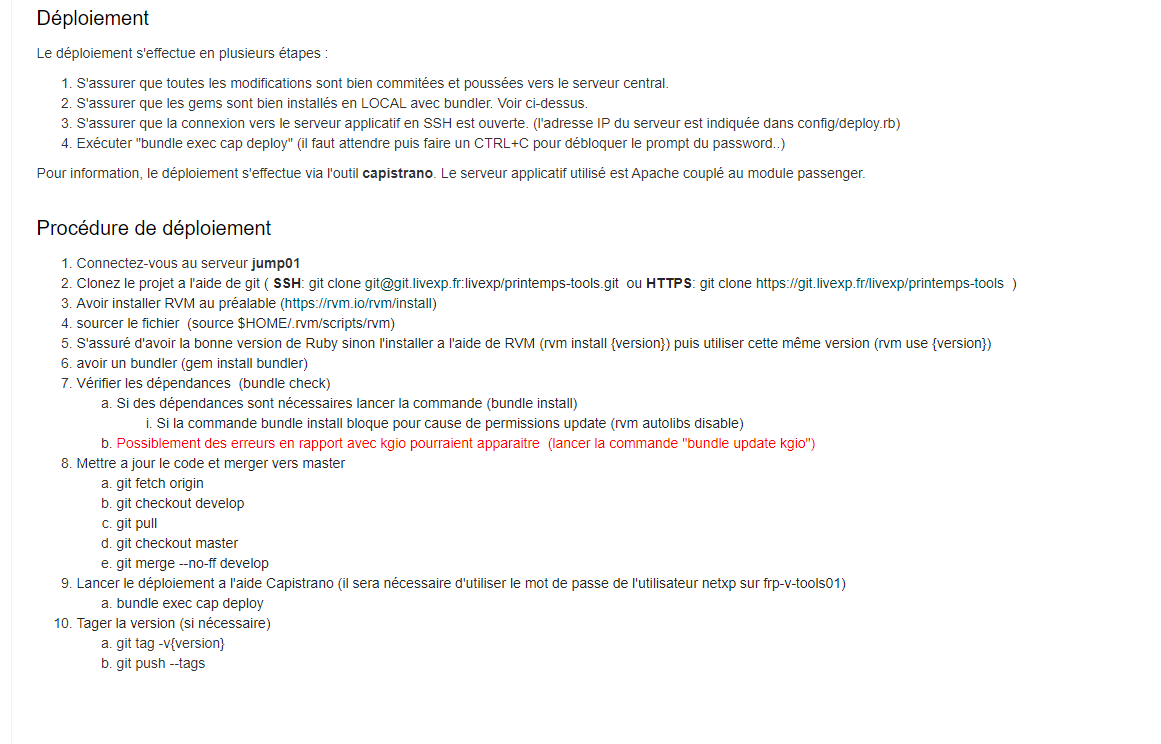 Déploiement
Le déploiement s'effectue en plusieurs étapes :
1. S'assurer que toutes les modifications sont bien commitées et poussées vers le serveur central.
2. S'assurer que les gems sont bien installés en LOCAL avec bundler. Voir ci-dessus.
3. S'assurer que la connexion vers le serveur applicatif en SSH est ouverte. (l'adresse IP du serveur est indiquée dans config/deploy.rb)
4. Exécuter "bundle exec cap deploy" (il faut attendre puis faire un CTRL+C pour débloquer le prompt du password..)
Pour information, le déploiement s'effectue via l'outil capistrano. Le serveur applicatif utilisé est Apache couplé au module passenger.
Procédure de déploiement
1. Connectez-vous au serveur jump01
2. Clonez le projet a l'aide de git ( SSH: git clone git@git.livexp.fr:livexp/printemps-tools.git ou HTTPS: git clone https://git.livexp.fr/livexp/printemps-tools )
3. Avoir installer RVM au préalable (https://rvm.io/rvm/install)
4. sourcer le fichier (source $HOME/.rvm/scripts/rvm)
5. S'assuré d'avoir la bonne version de Ruby sinon l'installer a l'aide de RVM (rvm install {version}) puis utiliser cette même version (rvm use {version})
6. avoir un bundler (gem install bundler)
7. Vérifier les dépendances (bundle check)
a. Si des dépendances sont nécessaires lancer la commande (bundle install)
i. Si la commande bundle install bloque pour cause de permissions update (rvm autolibs disable)
b. Possiblement des erreurs en rapport avec kgio pourraient apparaitre (lancer la commande "bundle update kgio")
8. Mettre a jour le code et merger vers master
a. git fetch origin
b. git checkout develop
c. git pull
d. git checkout master
e. git merge --no-ff develop
9. Lancer le déploiement a l'aide Capistrano (il sera nécessaire d'utiliser le mot de passe de l'utilisateur netxp sur frp-v-tools01)
a. bundle exec cap deploy
10. Tager la version (si nécessaire)
a. git tag -v{version}
b. git push --tags